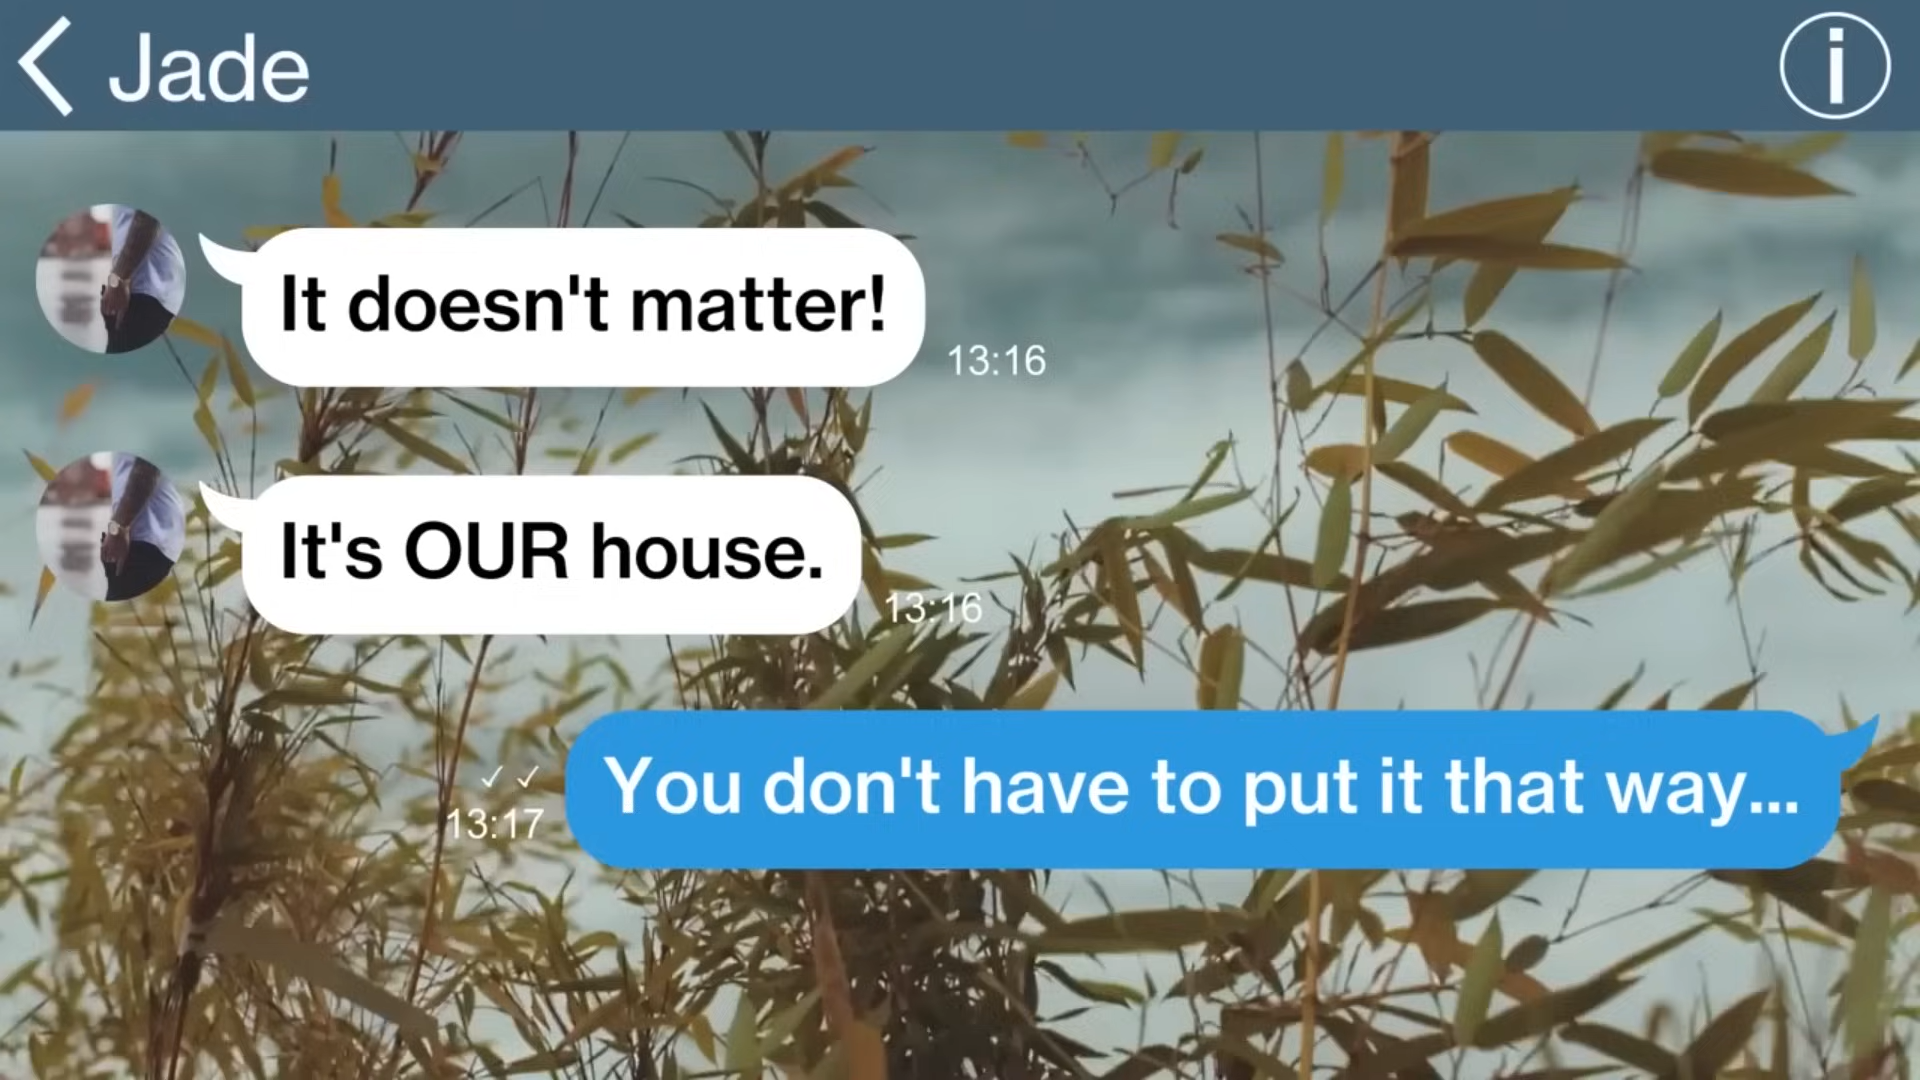 Jade
It doesn't matter!
13:16
It's OUR house.
13:16
You don't have to put it that way...
✓✓
13:17